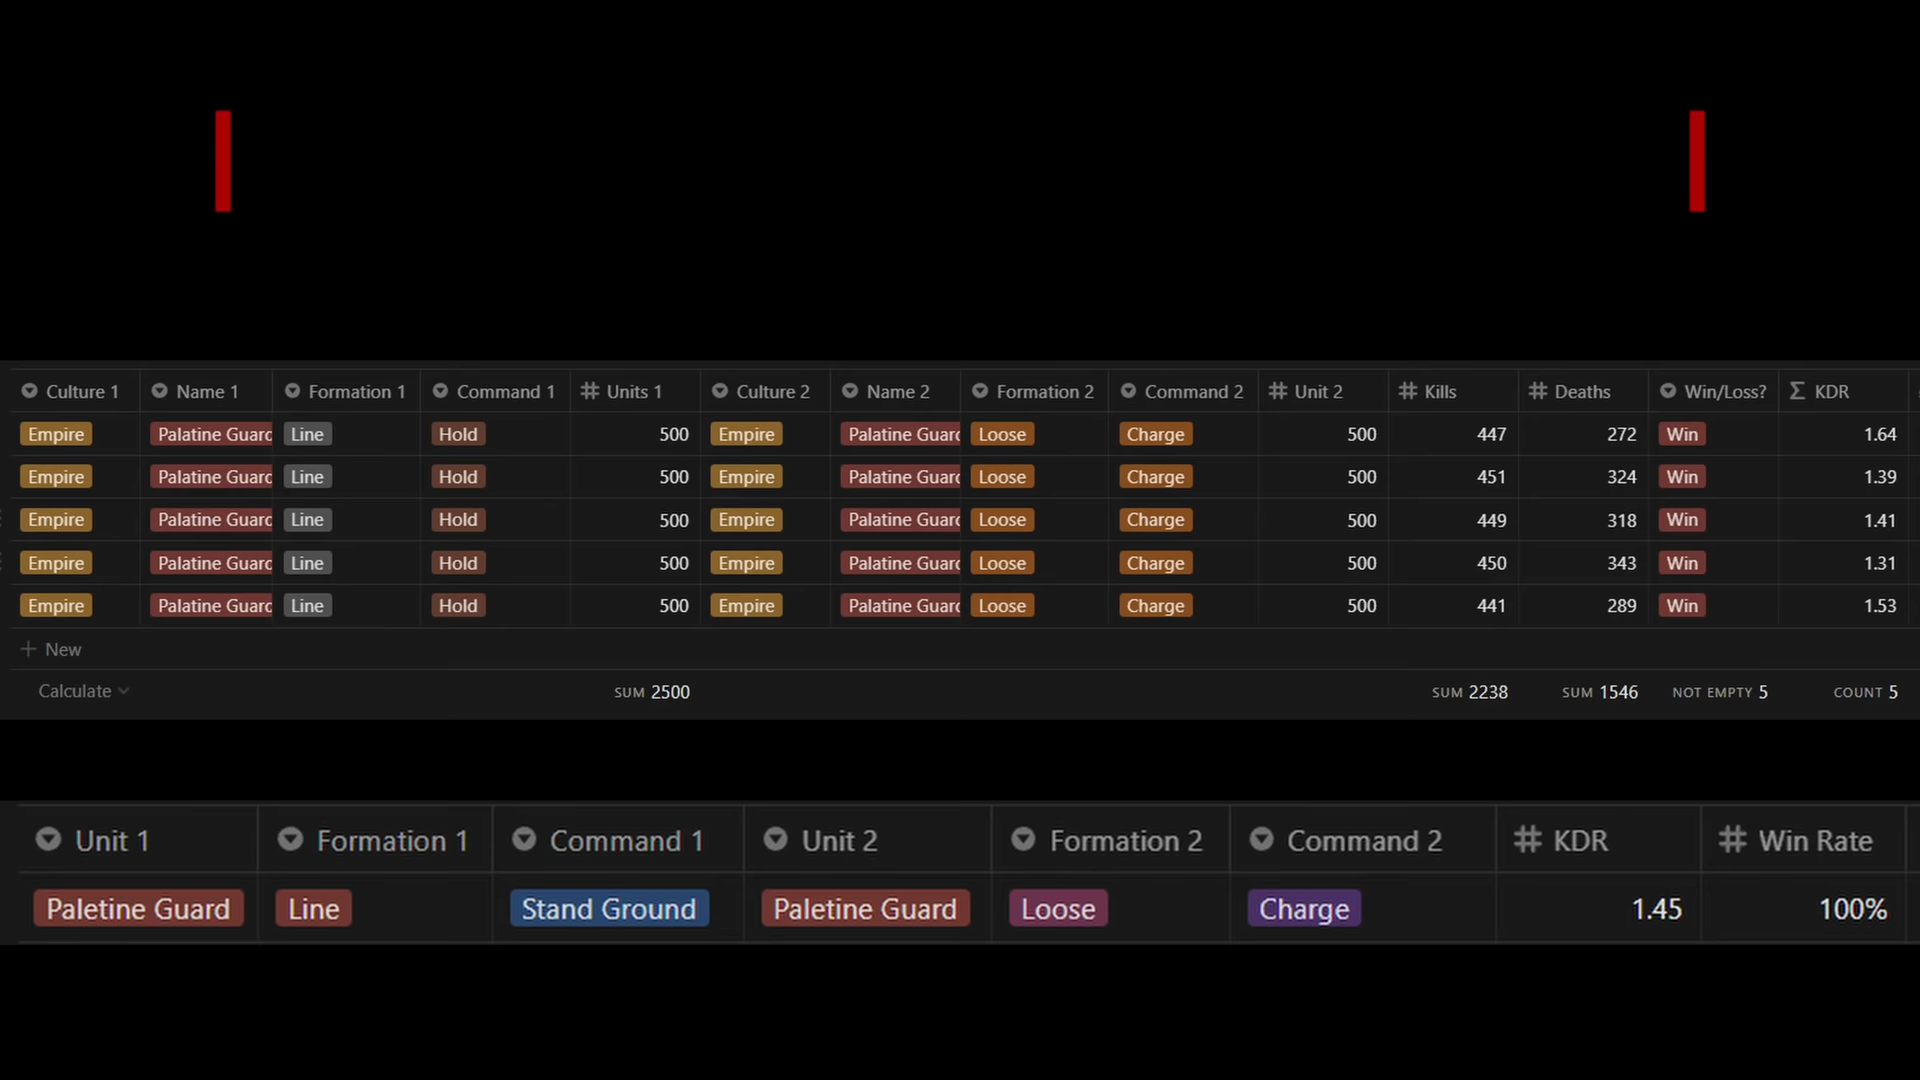 Culture 1 Name 1 Formation 1 Command 1 Units 1 Culture 2 Name 2 Formation 2 Command 2 Unit 2 Kills Deaths Win/Loss? KDR
Empire Palatine Guard Line Hold 500 Empire Palatine Guard Loose Charge 500 447 272 Win 1.64
Empire Palatine Guard Line Hold 500 Empire Palatine Guard Loose Charge 500 451 324 Win 1.39
Empire Palatine Guard Line Hold 500 Empire Palatine Guard Loose Charge 500 449 318 Win 1.41
Empire Palatine Guard Line Hold 500 Empire Palatine Guard Loose Charge 500 450 343 Win 1.31
Empire Palatine Guard Line Hold 500 Empire Palatine Guard Loose Charge 500 441 289 Win 1.53
+ New
Calculate SUM 2500 SUM 2238 SUM 1546 NOT EMPTY 5 COUNT 5
Unit 1 Formation 1 Command 1 Unit 2 Formation 2 Command 2 # KDR # Win Rate
Paletine Guard Line Stand Ground Paletine Guard Loose Charge 1.45 100%